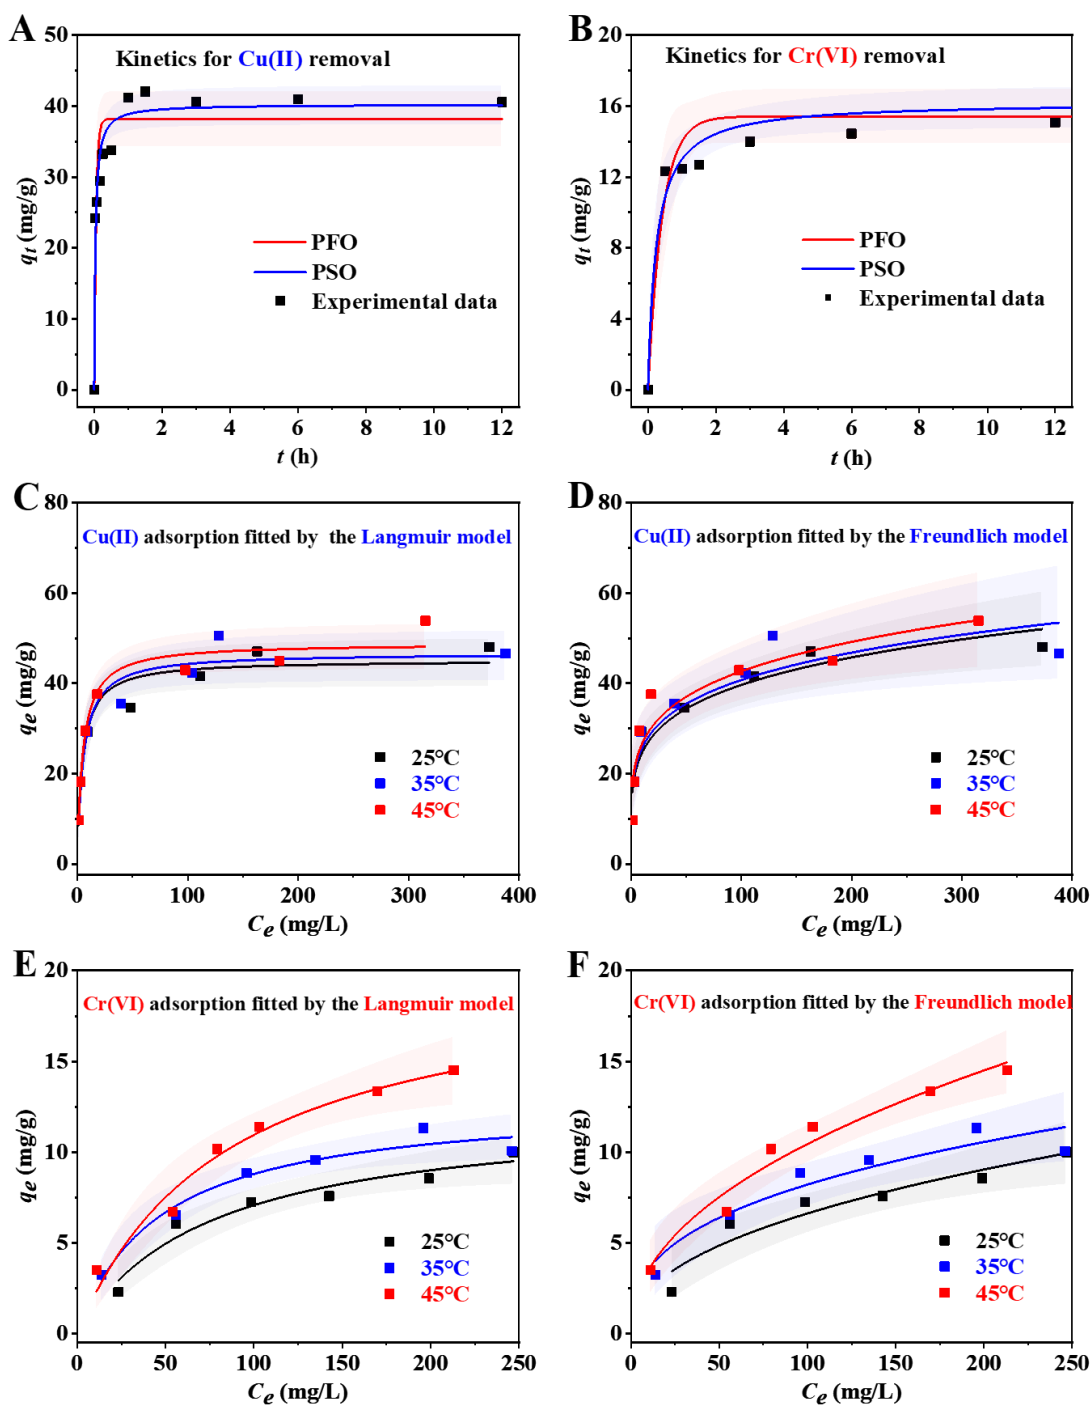 A
Kinetics for Cu(II) removal
50
40
30
20
10
0
qt (mg/g)
PFO
PSO
Experimental data
0 2 4 6 8 10 12
t (h)
B
Kinetics for Cr(VI) removal
20
16
12
8
4
0
qt (mg/g)
PFO
PSO
Experimental data
0 2 4 6 8 10 12
t (h)
C
Cu(II) adsorption fitted by the Langmuir model
80
60
40
20
0
qe (mg/g)
25°C
35°C
45°C
0 100 200 300 400
Ce (mg/L)
D
Cu(II) adsorption fitted by the Freundlich model
80
60
40
20
0
qe (mg/g)
25°C
35°C
45°C
0 100 200 300 400
Ce (mg/L)
E
Cr(VI) adsorption fitted by the Langmuir model
20
15
10
5
0
qe (mg/g)
25°C
35°C
45°C
0 50 100 150 200 250
Ce (mg/L)
F
Cr(VI) adsorption fitted by the Freundlich model
20
15
10
5
0
qe (mg/g)
25°C
35°C
45°C
0 50 100 150 200 250
Ce (mg/L)